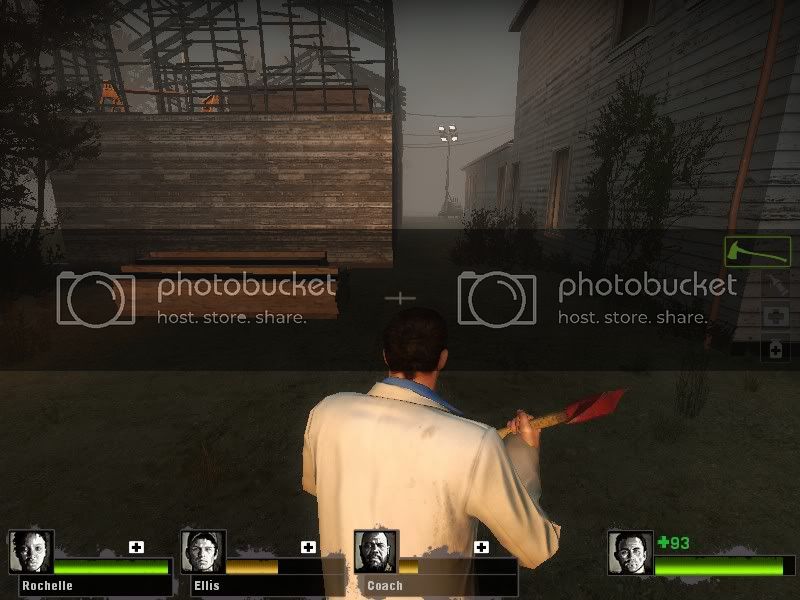 photobucket
host. store. share.
photobucket
host. store. share.
93
Rochelle
Ellis
Coach